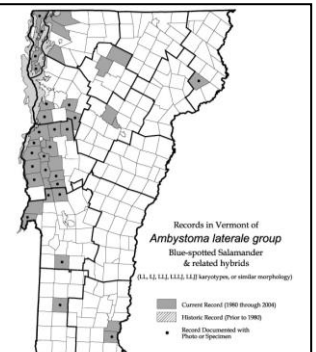 Records in Vermont of
Ambystoma laterale group
Blue-spotted Salamander
& related hybrids
(LL, LJ, LLJ, LLLJ, LLJJ karyotypes, or similar morphology)
Current Record (1980 through 2004)
Historic Record (Prior to 1980)
Record Documented with
Photo or Specimen